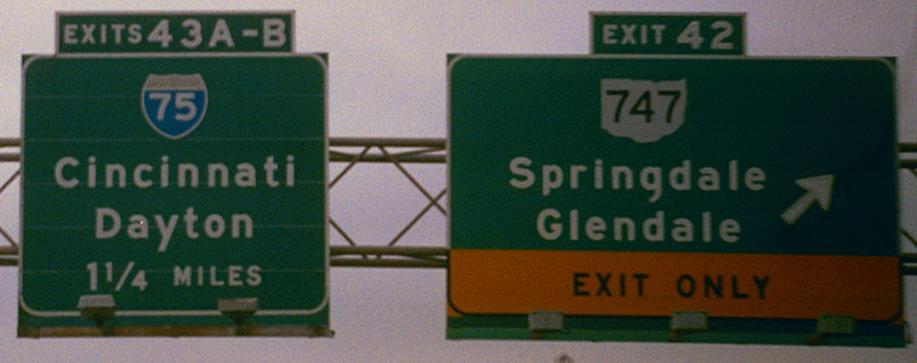 EXITS 43A-B
75
Cincinnati
Dayton
1 1/4 MILES
EXIT 42
747
Springdale
Glendale
EXIT ONLY